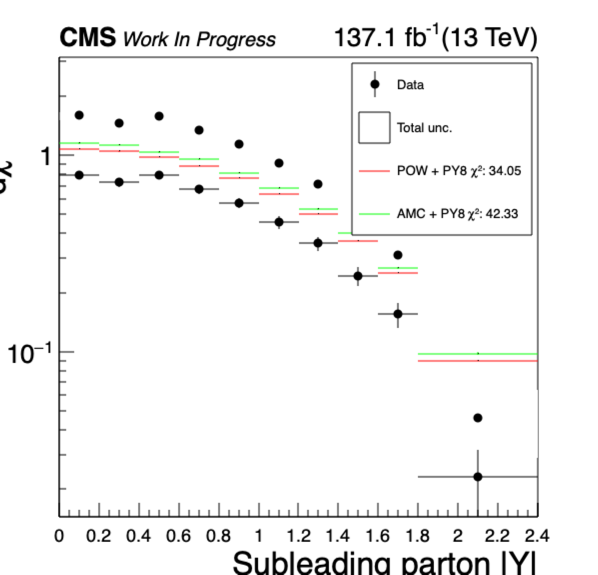 CMS Work In Progress 137.1 fb⁻¹(13 TeV)
Data
Total unc.
POW + PY8 χ²: 34.05
AMC + PY8 χ²: 42.33
1
10⁻¹
0 0.2 0.4 0.6 0.8 1 1.2 1.4 1.6 1.8 2 2.2 2.4
Subleading parton |Y|